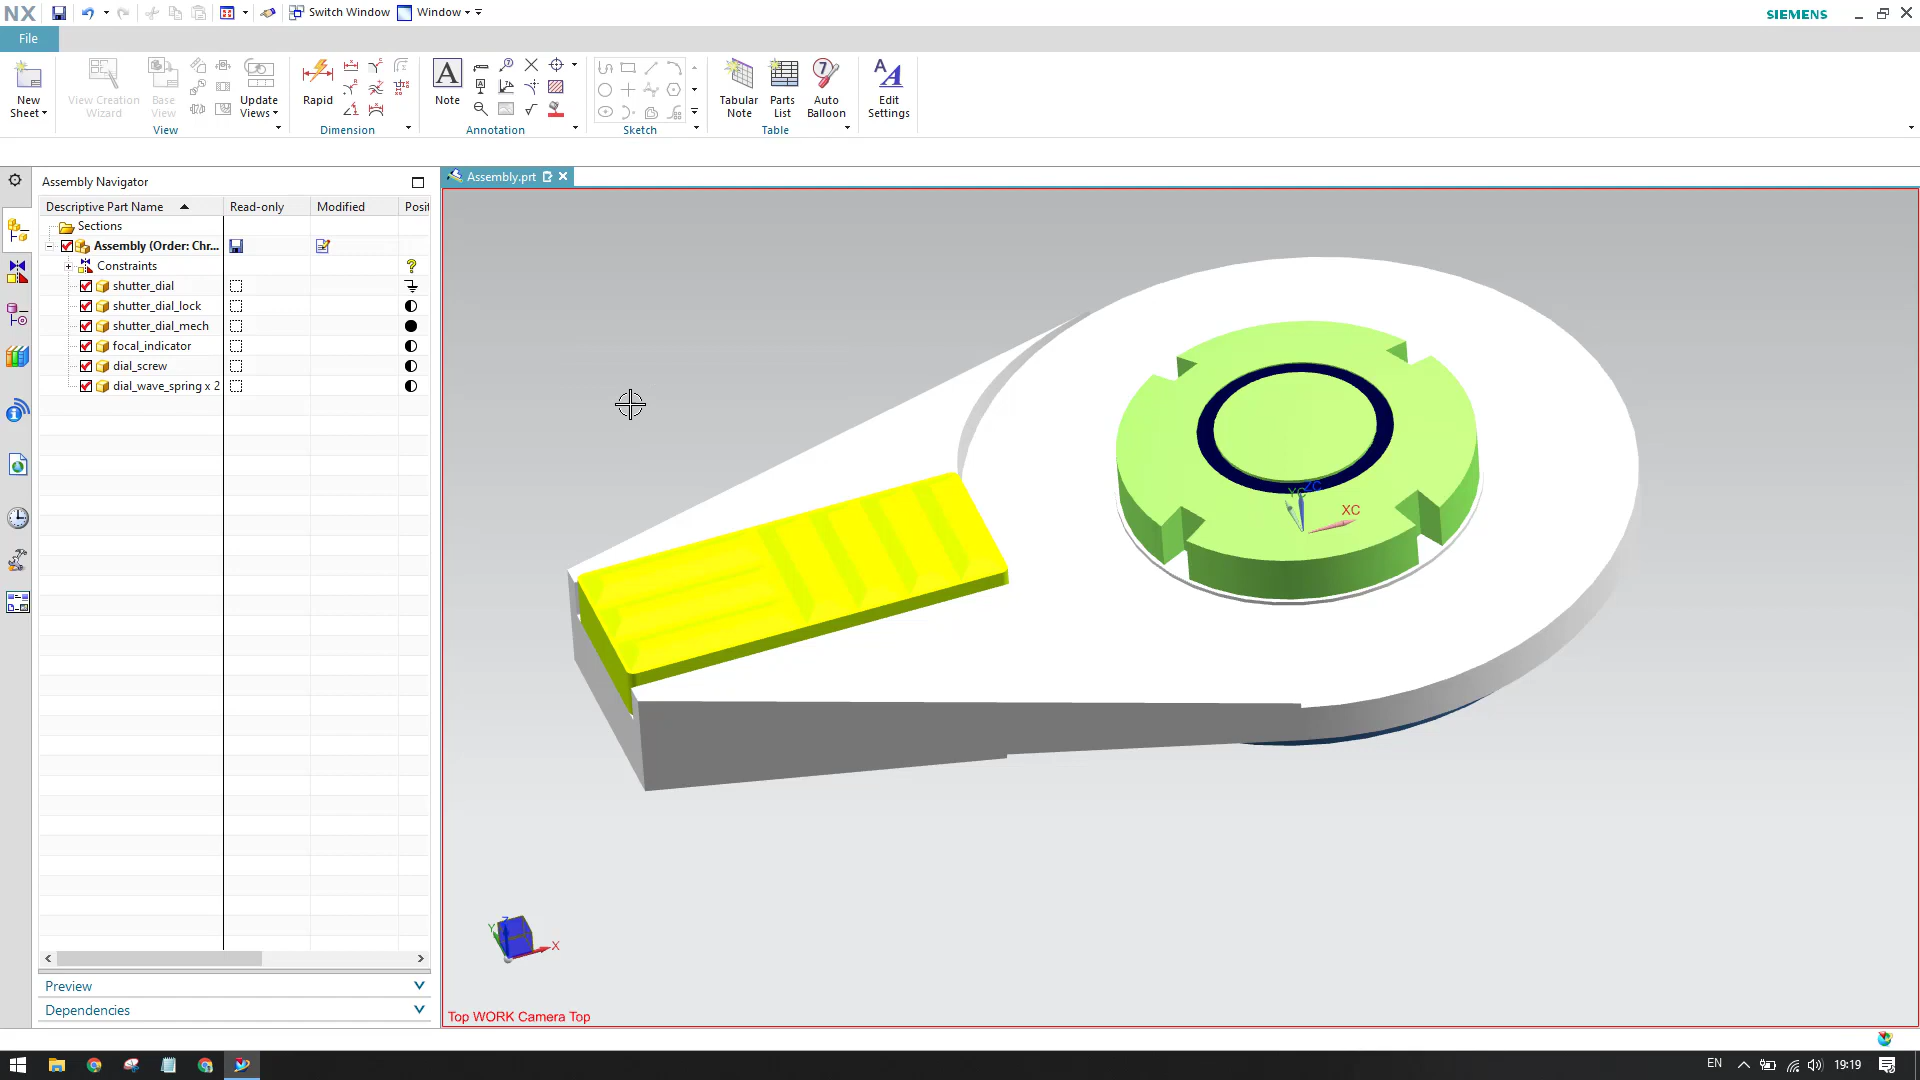 NX
Switch Window
Window
SIEMENS
File
New
Sheet
View Creation
Wizard
Base
View
Update
Views
View
Rapid
Dimension
A
Note
Annotation
Sketch
Tabular
Note
Parts
List
7
Auto
Balloon
Table
Edit
Settings
Assembly Navigator
Assembly.prt
Descriptive Part Name
Read-only
Modified
Posit
Sections
Assembly (Order: Chr...
Constraints
?
shutter_dial
shutter_dial_lock
shutter_dial_mech
focal_indicator
dial_screw
dial_wave_spring x 2
YC
ZC
XC
Z
Y
X
Preview
Dependencies
Top WORK Camera Top
EN
19:19